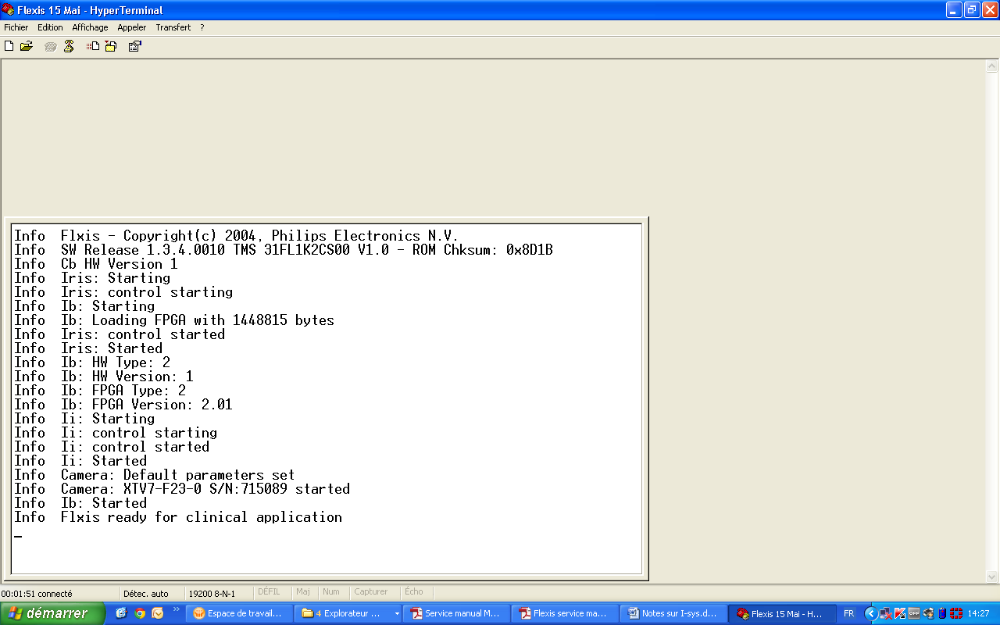 Flexis 15 Mai - HyperTerminal
Fichier Edition Affichage Appeler Transfert ?
Info Flxis - Copyright(c) 2004, Philips Electronics N.V.
Info SW Release 1.3.4.0010 TMS 31FL1K2CS00 V1.0 - ROM Chksum: 0x8D1B
Info Cb HW Version 1
Info Iris: Starting
Info Iris: control starting
Info Ib: Starting
Info Ib: Loading FPGA with 1448815 bytes
Info Iris: control started
Info Iris: Started
Info Ib: HW Type: 2
Info Ib: HW Version: 1
Info Ib: FPGA Type: 2
Info Ib: FPGA Version: 2.01
Info Ii: Starting
Info Ii: control starting
Info Ii: control started
Info Ii: Started
Info Camera: Default parameters set
Info Camera: XTV7-F23-0 S/N:715089 started
Info Ib: Started
Info Flxis ready for clinical application
_
00:01:51 connecté Détec. auto 19200 8-N-1 DÉFIL Maj Num Capturer Écho
démarrer » Espace de travail... 4 Explorateur ... Service manual M... Flexis service ma... Notes sur I-sys.d... Flexis 15 Mai - H... FR OFF 14:27